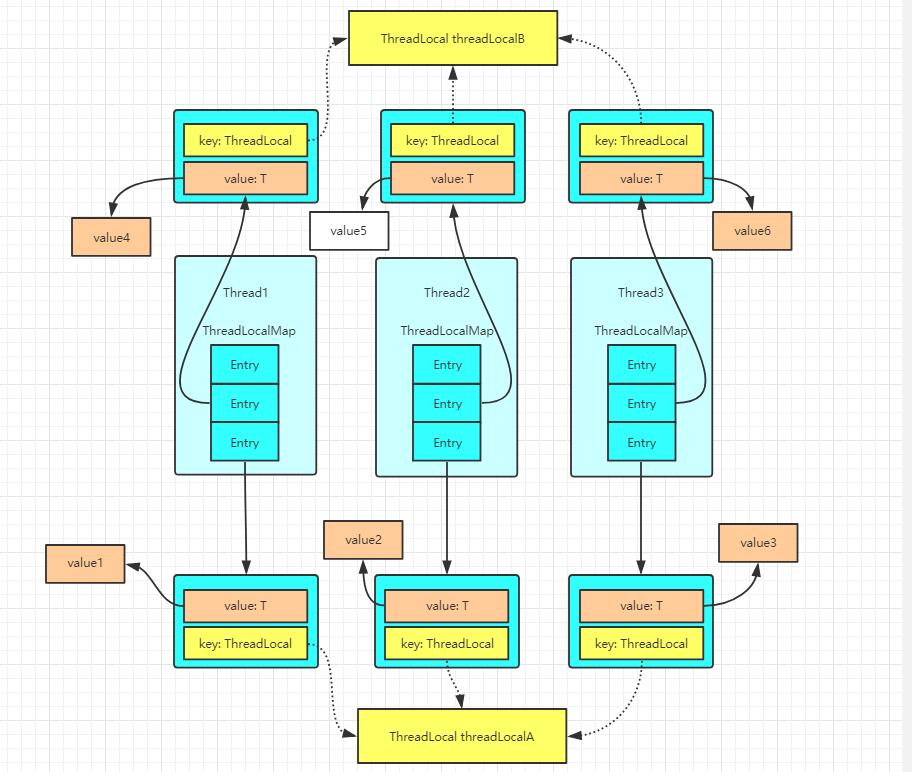 ThreadLocal threadLocalB
key: ThreadLocal
key: ThreadLocal
key: ThreadLocal
value: T
value: T
value: T
value4
value5
value6
Thread1
Thread2
Thread3
ThreadLocalMap
ThreadLocalMap
ThreadLocalMap
Entry
Entry
Entry
Entry
Entry
Entry
Entry
Entry
Entry
value1
value2
value3
value: T
value: T
value: T
key: ThreadLocal
key: ThreadLocal
key: ThreadLocal
ThreadLocal threadLocalA